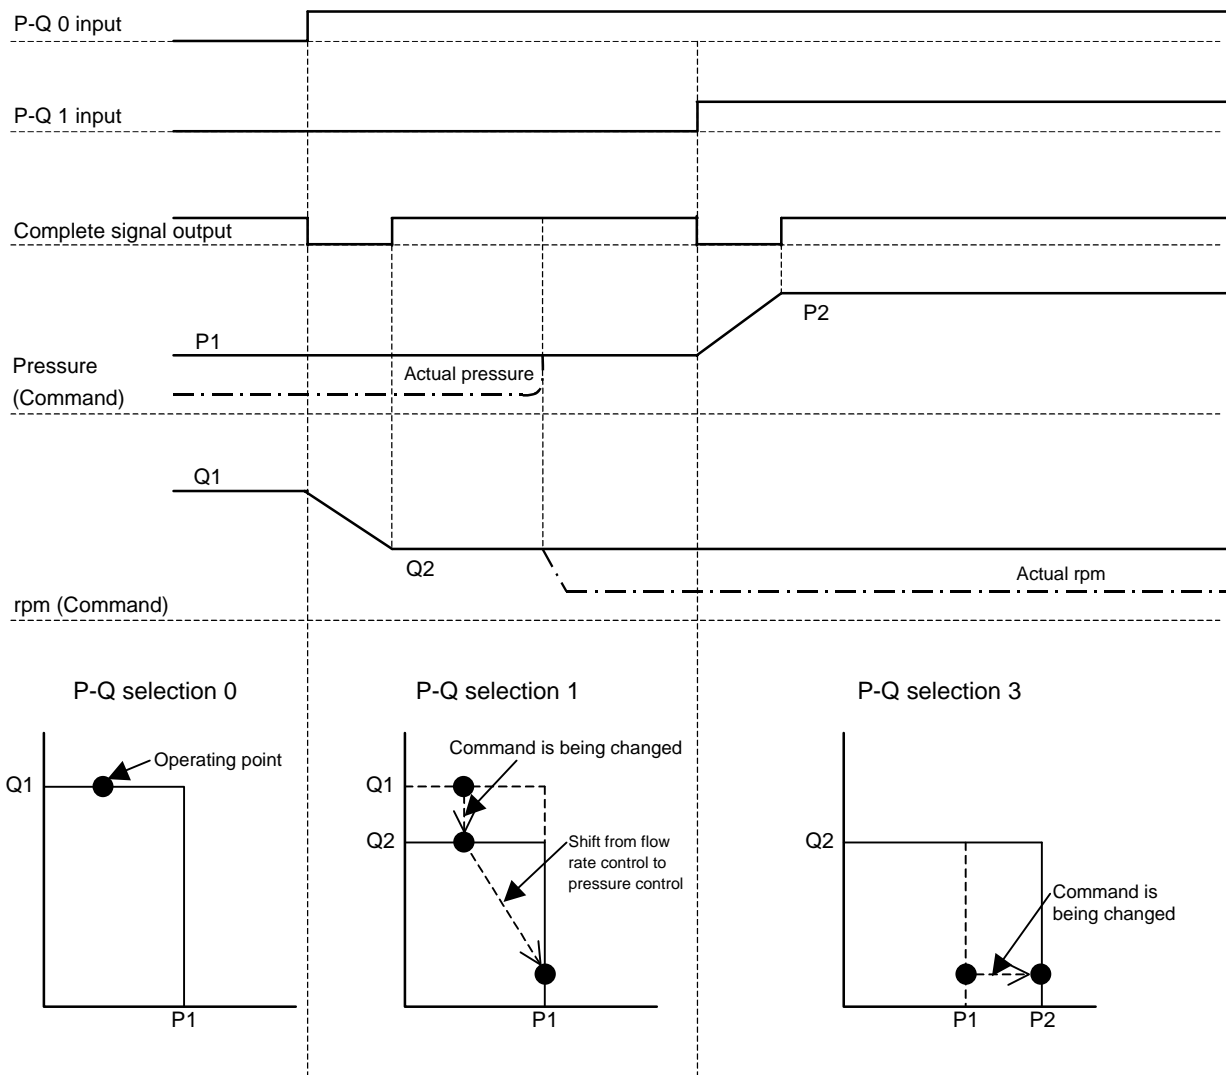 P-Q 0 input
P-Q 1 input
Complete signal output
P2
P1
Pressure
(Command)
Actual pressure
Q1
Q2
Actual rpm
rpm (Command)
P-Q selection 0
P-Q selection 1
P-Q selection 3
Operating point
Q1
P1
Command is being changed
Q1
Q2
Shift from flow
rate control to
pressure control
P1
Q2
Command is
being changed
P1
P2